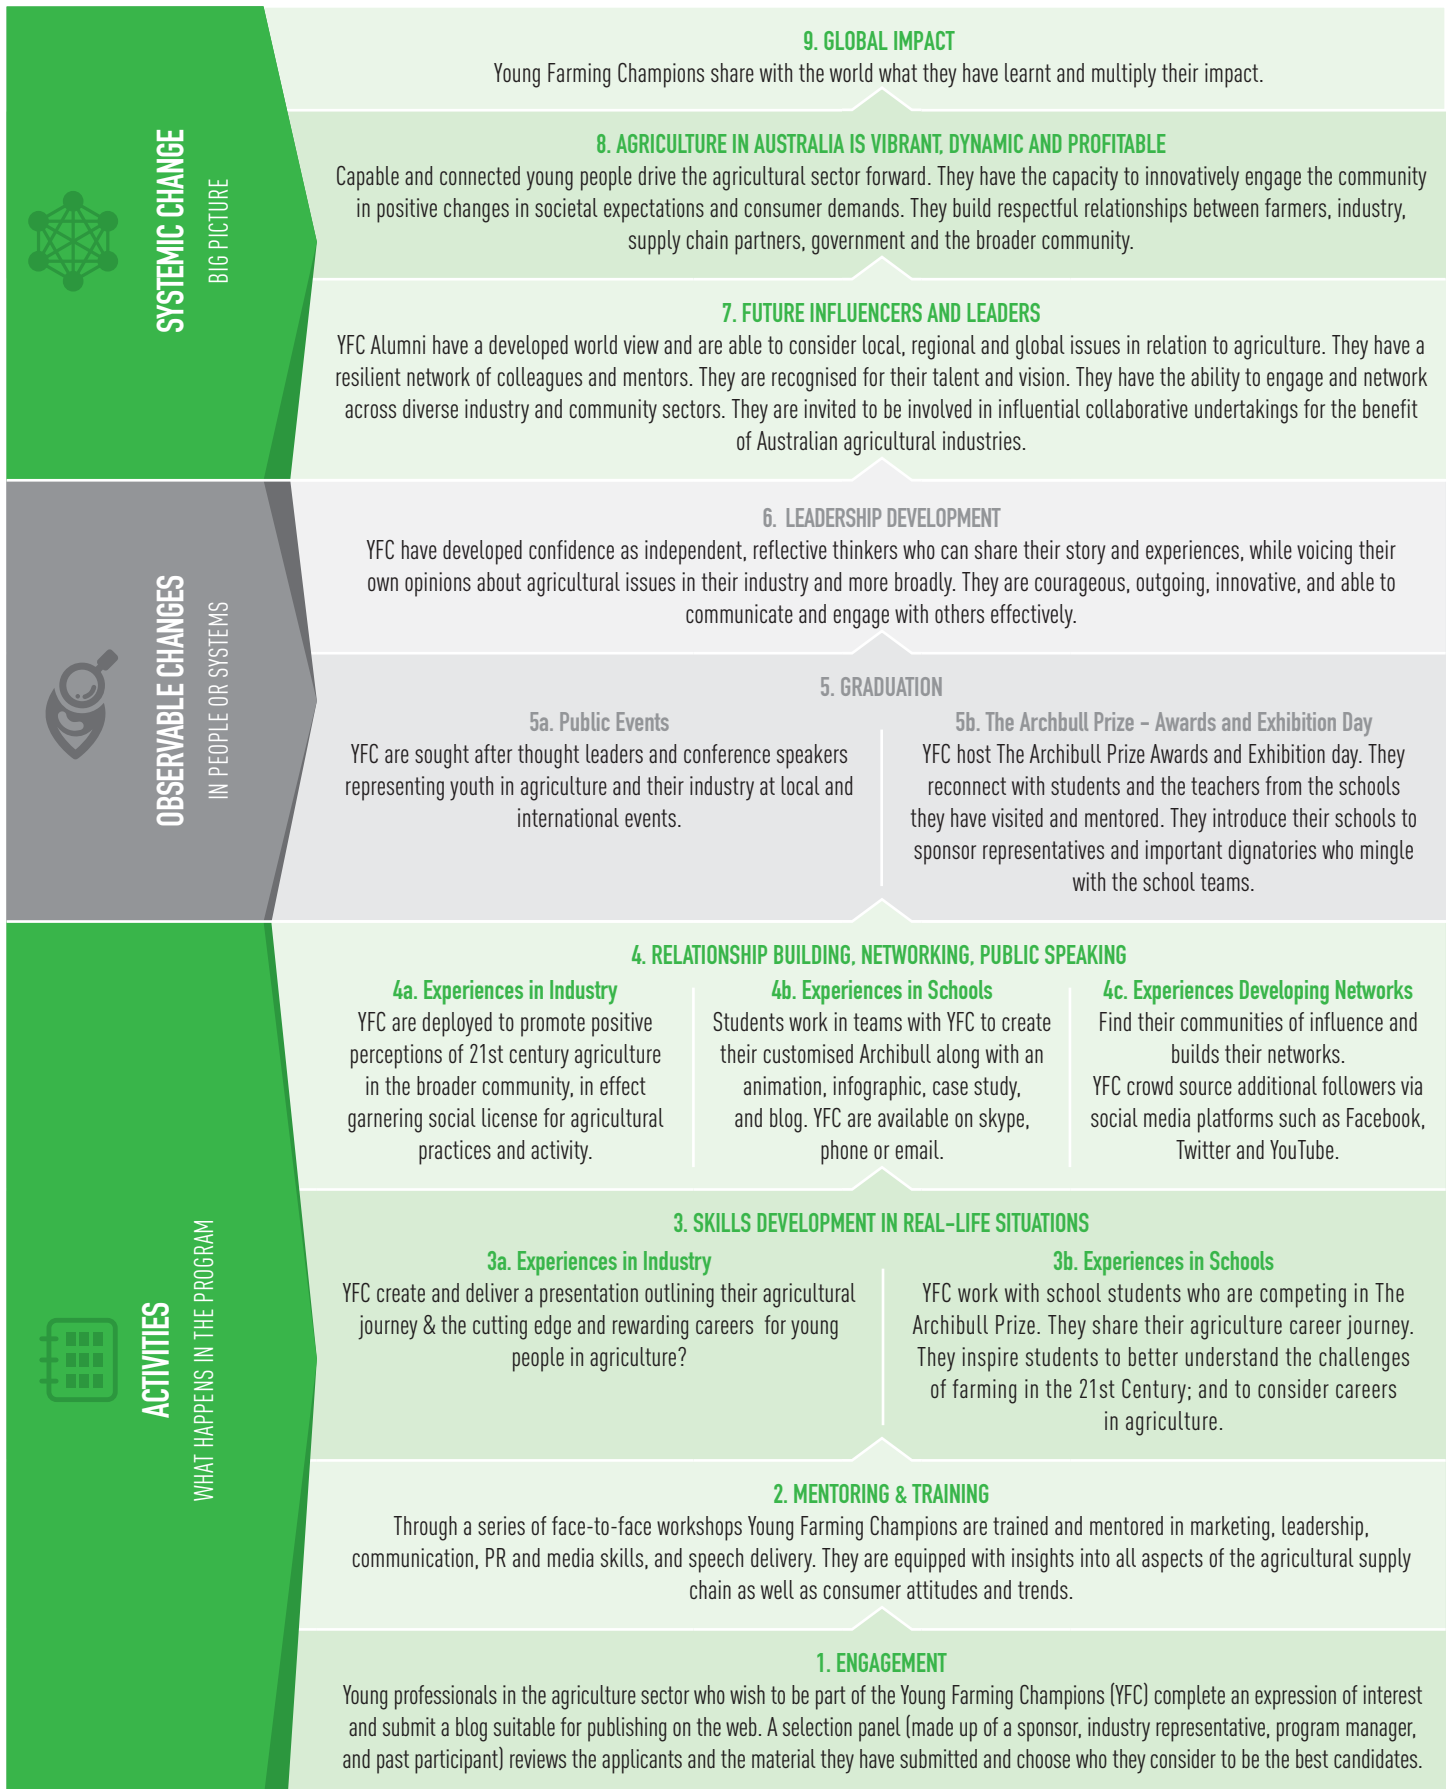 SYSTEMIC CHANGE
BIG PICTURE
9. GLOBAL IMPACT
Young Farming Champions share with the world what they have learnt and multiply their impact.
8. AGRICULTURE IN AUSTRALIA IS VIBRANT, DYNAMIC AND PROFITABLE
Capable and connected young people drive the agricultural sector forward. They have the capacity to innovatively engage the community
in positive changes in societal expectations and consumer demands. They build respectful relationships between farmers, industry,
supply chain partners, government and the broader community.
7. FUTURE INFLUENCERS AND LEADERS
YFC Alumni have a developed world view and are able to consider local, regional and global issues in relation to agriculture. They have a
resilient network of colleagues and mentors. They are recognised for their talent and vision. They have the ability to engage and network
across diverse industry and community sectors. They are invited to be involved in influential collaborative undertakings for the benefit
of Australian agricultural industries.
OBSERVABLE CHANGES
IN PEOPLE OR SYSTEMS
6. LEADERSHIP DEVELOPMENT
YFC have developed confidence as independent, reflective thinkers who can share their story and experiences, while voicing their
own opinions about agricultural issues in their industry and more broadly. They are courageous, outgoing, innovative, and able to
communicate and engage with others effectively.
5. GRADUATION
5a. Public Events
YFC are sought after thought leaders and conference speakers
representing youth in agriculture and their industry at local and
international events.
5b. The Archbull Prize - Awards and Exhibition Day
YFC host The Archibull Prize Awards and Exhibition day. They
reconnect with students and the teachers from the schools
they have visited and mentored. They introduce their schools to
sponsor representatives and important dignatories who mingle
with the school teams.
ACTIVITIES
WHAT HAPPENS IN THE PROGRAM
4. RELATIONSHIP BUILDING, NETWORKING, PUBLIC SPEAKING
4a. Experiences in Industry
YFC are deployed to promote positive
perceptions of 21st century agriculture
in the broader community, in effect
garnering social license for agricultural
practices and activity.
4b. Experiences in Schools
Students work in teams with YFC to create
their customised Archibull along with an
animation, infographic, case study,
and blog. YFC are available on skype,
phone or email.
4c. Experiences Developing Networks
Find their communities of influence and
builds their networks.
YFC crowd source additional followers via
social media platforms such as Facebook,
Twitter and YouTube.
3. SKILLS DEVELOPMENT IN REAL-LIFE SITUATIONS
3a. Experiences in Industry
YFC create and deliver a presentation outlining their agricultural
journey & the cutting edge and rewarding careers for young
people in agriculture?
3b. Experiences in Schools
YFC work with school students who are competing in The
Archibull Prize. They share their agriculture career journey.
They inspire students to better understand the challenges
of farming in the 21st Century; and to consider careers
in agriculture.
2. MENTORING & TRAINING
Through a series of face-to-face workshops Young Farming Champions are trained and mentored in marketing, leadership,
communication, PR and media skills, and speech delivery. They are equipped with insights into all aspects of the agricultural supply
chain as well as consumer attitudes and trends.
1. ENGAGEMENT
Young professionals in the agriculture sector who wish to be part of the Young Farming Champions (YFC) complete an expression of interest
and submit a blog suitable for publishing on the web. A selection panel (made up of a sponsor, industry representative, program manager,
and past participant) reviews the applicants and the material they have submitted and choose who they consider to be the best candidates.